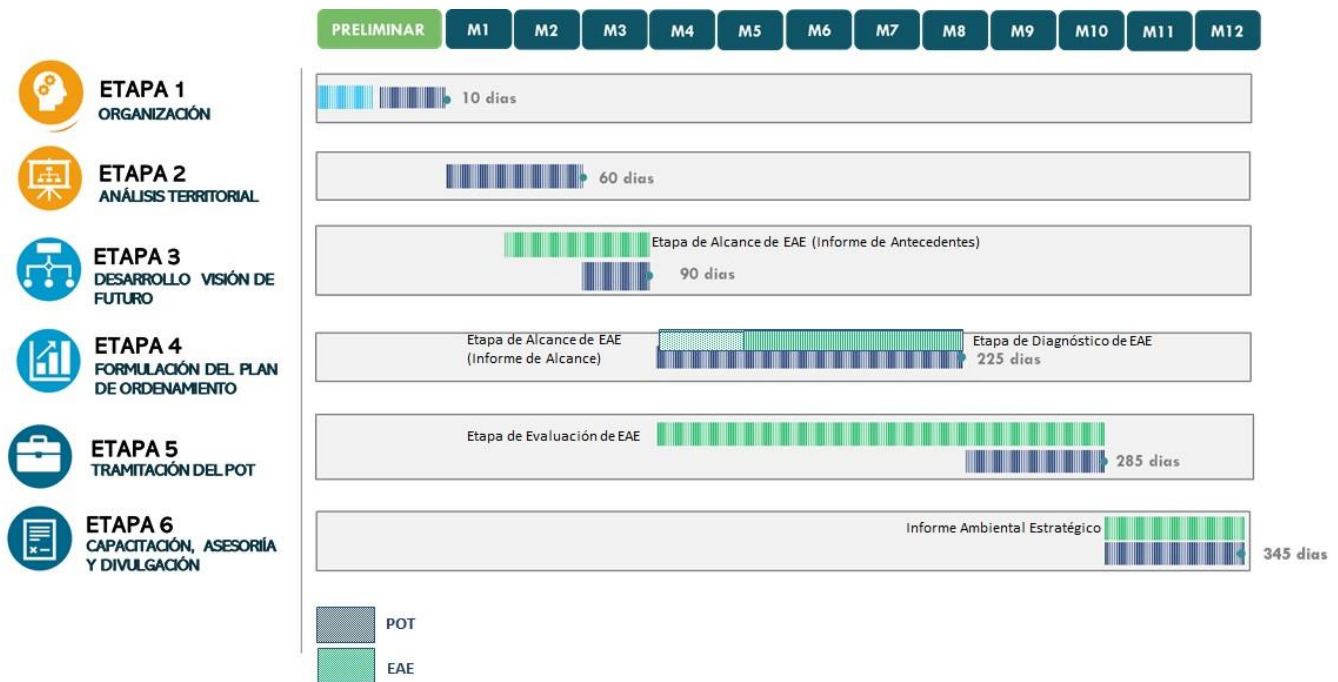 PRELIMINAR M1 M2 M3 M4 M5 M6 M7 M8 M9 M10 M11 M12
ETAPA 1
ORGANIZACIÓN
10 dias
ETAPA 2
ANÁLISIS TERRITORIAL
60 dias
ETAPA 3
DESARROLLO VISIÓN DE
FUTURO
Etapa de Alcance de EAE (Informe de Antecedentes)
90 dias
ETAPA 4
FORMULACIÓN DEL PLAN
DE ORDENAMIENTO
Etapa de Alcance de EAE
(Informe de Alcance)
Etapa de Diagnóstico de EAE
225 dias
ETAPA 5
TRAMITACIÓN DEL POT
Etapa de Evaluación de EAE
285 dias
ETAPA 6
CAPACITACIÓN, ASESORIÍA
Y DIVULGACIÓN
Informe Ambiental Estratégico
345 dias
POT
EAE